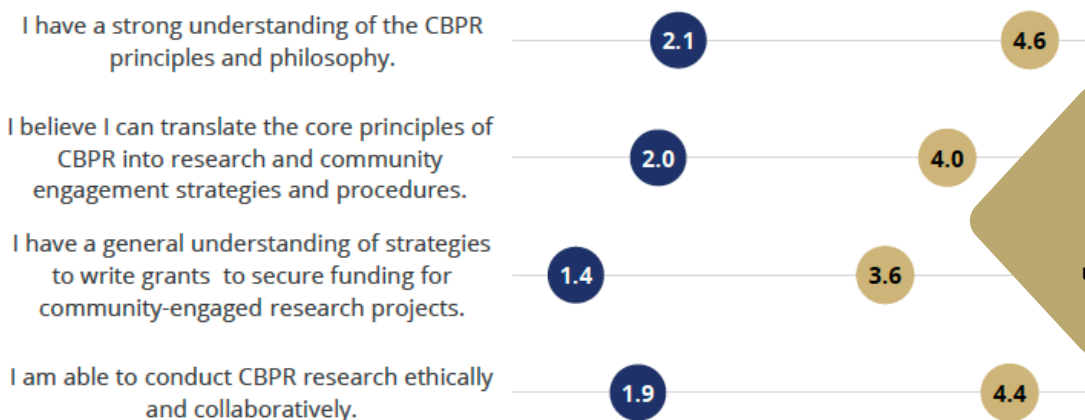 I have a strong understanding of the CBPR
principles and philosophy.
2.1
4.6
I believe I can translate the core principles of
CBPR into research and community
engagement strategies and procedures.
2.0
4.0
I have a general understanding of strategies
to write grants to secure funding for
community-engaged research projects.
1.4
3.6
I am able to conduct CBPR research ethically
and collaboratively.
1.9
4.4